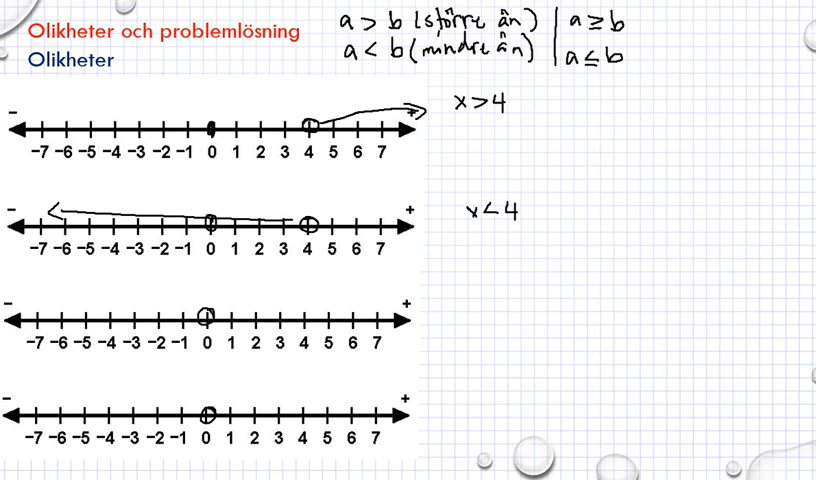 Olikheter och problemlösning
Olikheter
a > b (större än) | a ≥ b
a < b (mindre än) | a ≤ b
x > 4
− +
−7 −6 −5 −4 −3 −2 −1 0 1 2 3 4 5 6 7
x < 4
− +
−7 −6 −5 −4 −3 −2 −1 0 1 2 3 4 5 6 7
− +
−7 −6 −5 −4 −3 −2 −1 0 1 2 3 4 5 6 7
− +
−7 −6 −5 −4 −3 −2 −1 0 1 2 3 4 5 6 7